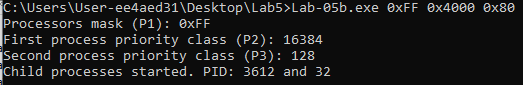 C:\Users\User-ee4aed31\Desktop\Lab5>Lab-05b.exe 0xFF 0x4000 0x80
Processors mask (P1): 0xFF
First process priority class (P2): 16384
Second process priority class (P3): 128
Child processes started. PID: 3612 and 32